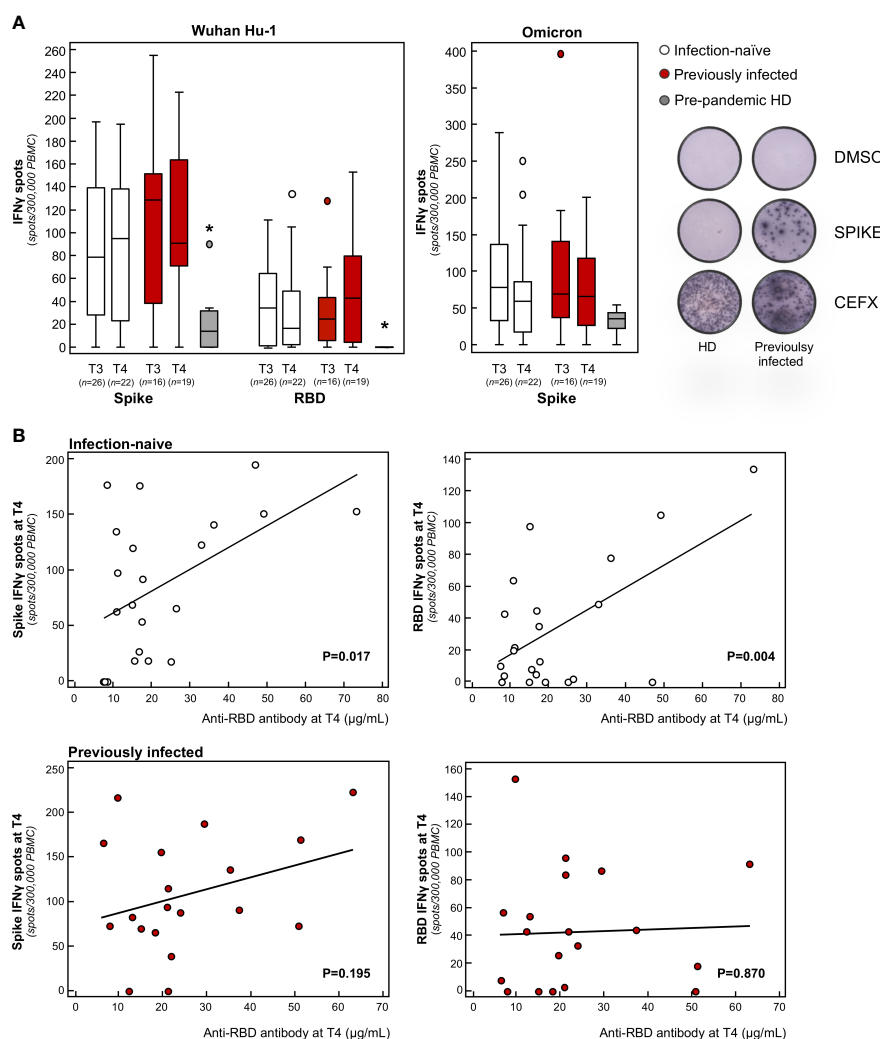 A
Wuhan Hu-1
Omicron
Infection-naïve
Previously infected
Pre-pandemic HD
IFNγ spots
(spots/300,000 PBMC)
260
240
220
200
180
160
140
120
100
80
60
40
20
0
*
*
T3 T4 T3 T4
(n=26) (n=22) (n=16) (n=19)
Spike
T3 T4 T3 T4
(n=26) (n=22) (n=16) (n=19)
RBD
IFNγ spots
(spots/300,000 PBMC)
400
350
300
250
200
150
100
50
0
T3 T4 T3 T4
(n=26) (n=22) (n=16) (n=19)
Spike
DMSO
SPIKE
CEFX
HD
Previoulsy
infected
B
Infection-naive
Spike IFNγ spots at T4
(spots/300,000 PBMC)
200
150
100
50
0
P=0.017
0 10 20 30 40 50 60 70 80
Anti-RBD antibody at T4 (µg/mL)
RBD IFNγ spots at T4
(spots/300,000 PBMC)
140
120
100
80
60
40
20
0
P=0.004
0 10 20 30 40 50 60 70 80
Anti-RBD antibody at T4 (µg/mL)
Previously infected
Spike IFNγ spots at T4
(spots/300,000 PBMC)
250
200
150
100
50
0
P=0.195
0 10 20 30 40 50 60 70
Anti-RBD antibody at T4 (µg/mL)
RBD IFNγ spots at T4
(spots/300,000 PBMC)
160
140
120
100
80
60
40
20
0
P=0.870
0 10 20 30 40 50 60 70
Anti-RBD antibody at T4 (µg/mL)